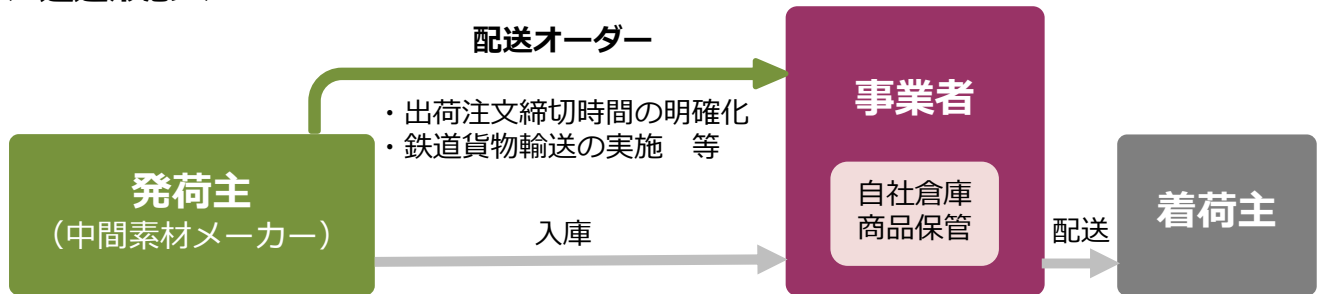 配送オーダー
・出荷注文締切時間の明確化
・鉄道貨物輸送の実施　等
発荷主
（中間素材メーカー）
入庫
事業者
自社倉庫
商品保管
配送
着荷主